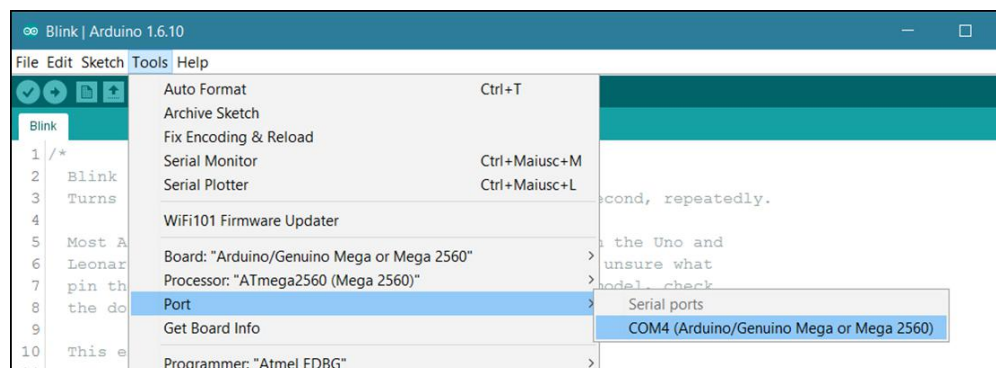 Blink | Arduino 1.6.10
File Edit Sketch Tools Help
Blink
Auto Format Ctrl+T
Archive Sketch
Fix Encoding & Reload
Serial Monitor Ctrl+Maiusc+M
Serial Plotter Ctrl+Maiusc+L
WiFi101 Firmware Updater
Board: "Arduino/Genuino Mega or Mega 2560"
Processor: "ATmega2560 (Mega 2560)"
Port
Get Board Info
Programmer: "Atmel EDBG"
Serial ports
COM4 (Arduino/Genuino Mega or Mega 2560)
1 /*
2 Blink
3 Turns econd, repeatedly.
4
5 Most A the Uno and
6 Leonar unsure what
7 pin th model, check
8 the do
9
10 This e